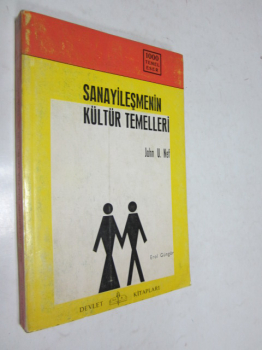 SANAYİLEŞMENİN
KÜLTÜR TEMELLERİ
John U. Nef
DEVLET KİTAPLARI